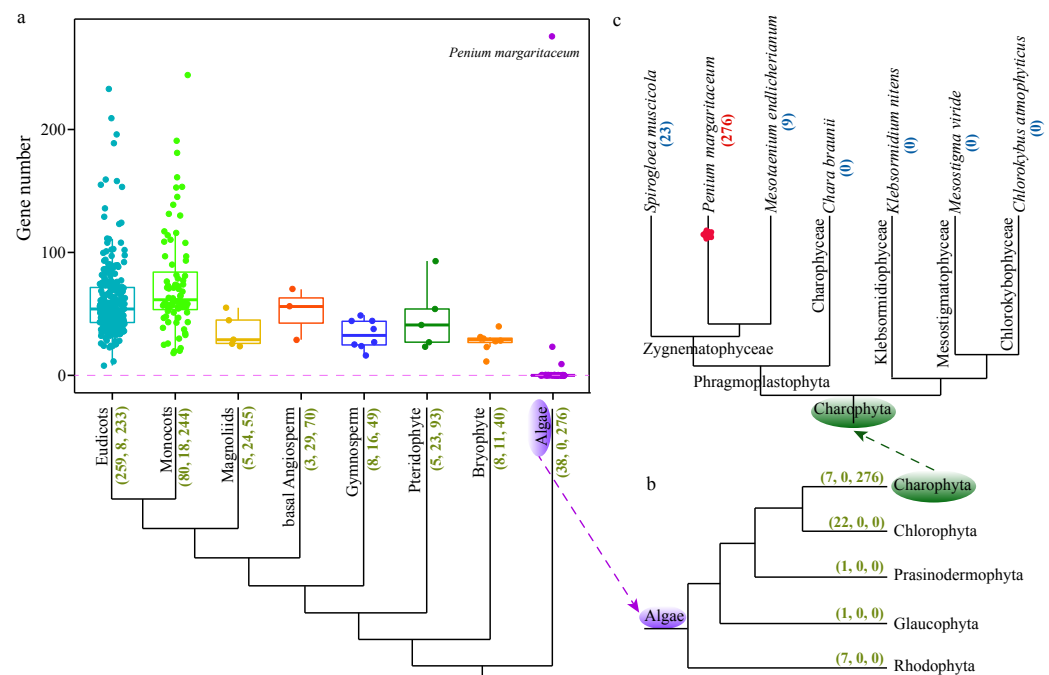 a
Gene number
200
100
0
Penium margaritaceum
Eudicots
(259, 8, 233)
Monocots
(80, 18, 244)
Magnoliids
(5, 24, 55)
basal Angiosperm
(3, 29, 70)
Gymnosperm
(8, 16, 49)
Pteridophyte
(5, 23, 93)
Bryophyte
(8, 11, 40)
Algae
(38, 0, 276)
c
Spirogloea muscicola
(23)
Penium margaritaceum
(276)
Mesotaenium endlicherianum
(9)
Chara braunii
(0)
Klebsormidium nitens
(0)
Mesostigma viride
(0)
Chlorokybus atmophyticus
(0)
Charophyceae
Klebsormidiophyceae
Mesostigmatophyceae
Chlorokybophyceae
Zygnematophyceae
Phragmoplastophyta
Charophyta
b
(7, 0, 276)
Charophyta
(22, 0, 0)
Chlorophyta
(1, 0, 0)
Prasinodermophyta
Algae
(1, 0, 0)
Glaucophyta
(7, 0, 0)
Rhodophyta